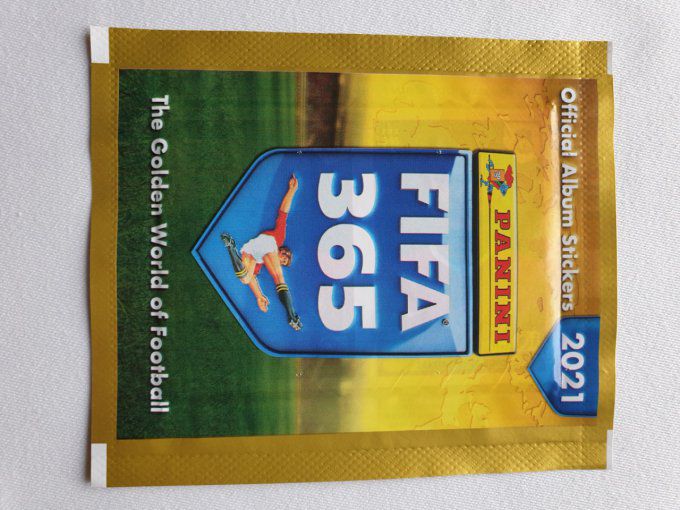 Official Album Stickers
2021
PANINI
FIFA
365
The Golden World of Football